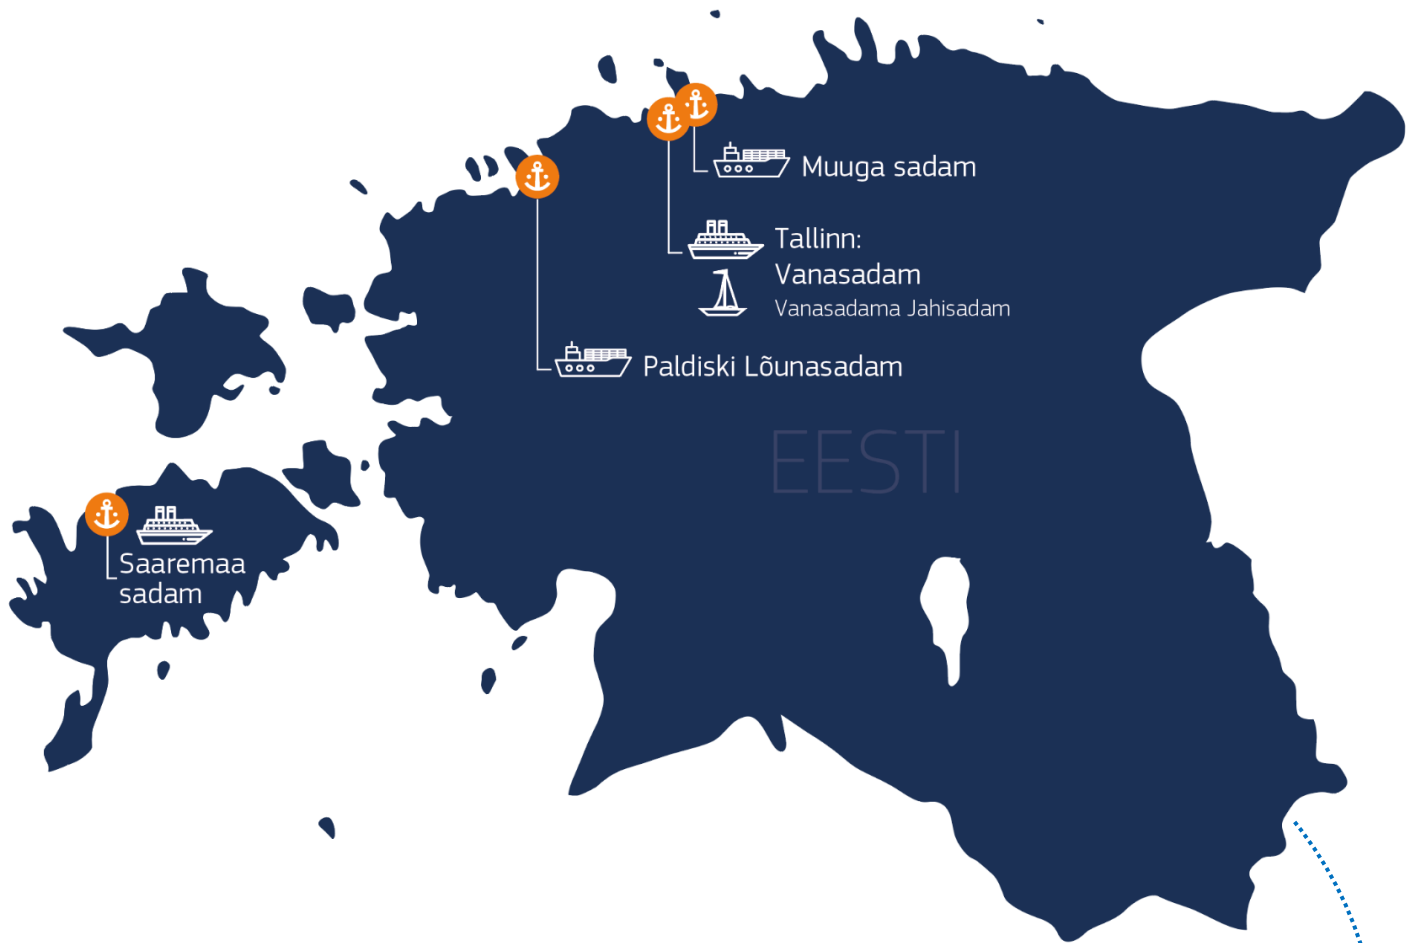 Muuga sadam
Tallinn:
Vanasadam
Vanasadama Jahisadam
Paldiski Lõunasadam
EESTI
Saaremaa
sadam